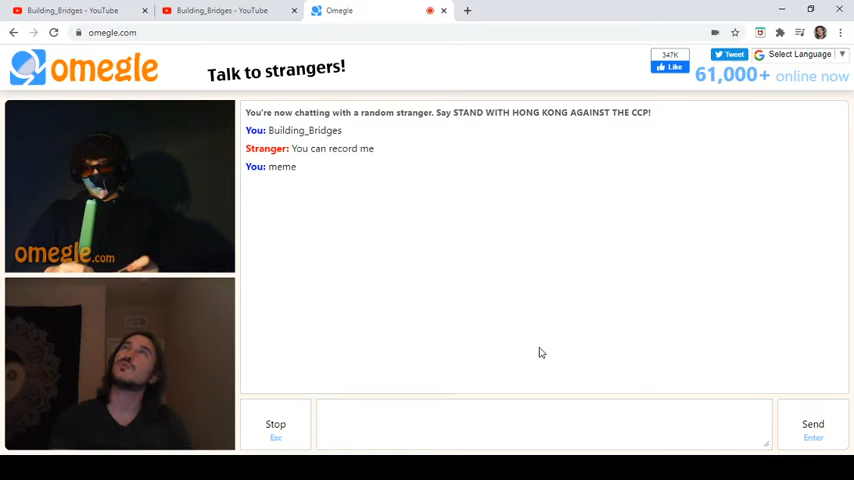 Building_Bridges - YouTube
Building_Bridges - YouTube
Omegle
omegle.com
omegle
Talk to strangers!
347K
Like
Tweet
Select Language
61,000+ online now
You're now chatting with a random stranger. Say STAND WITH HONG KONG AGAINST THE CCP!
You: Building_Bridges
Stranger: You can record me
You: meme
omegle.com
Stop
Esc
Send
Enter